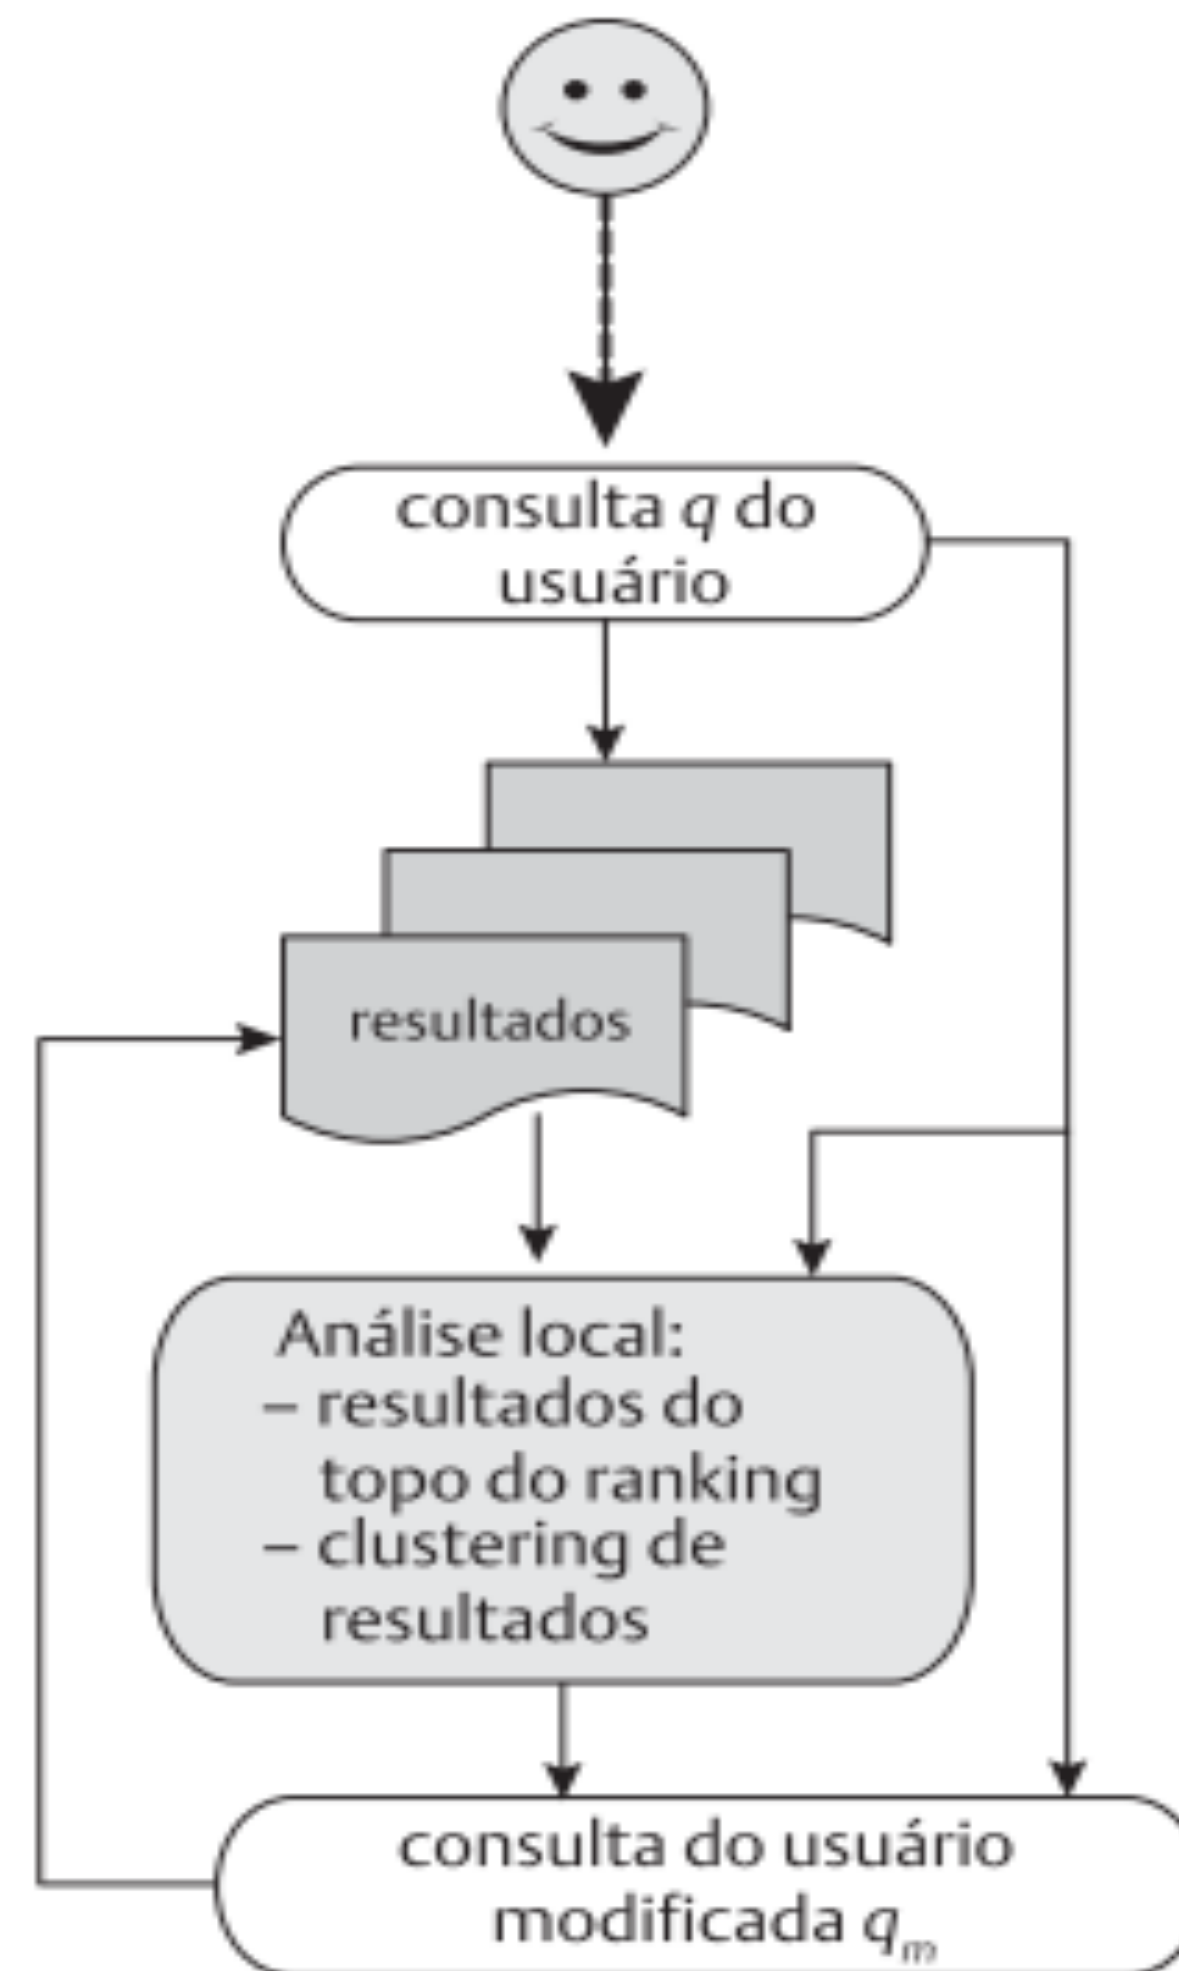 consulta q do
usuário
resultados
Análise local:
– resultados do
topo do ranking
– clustering de
resultados
consulta do usuário
modificada qm